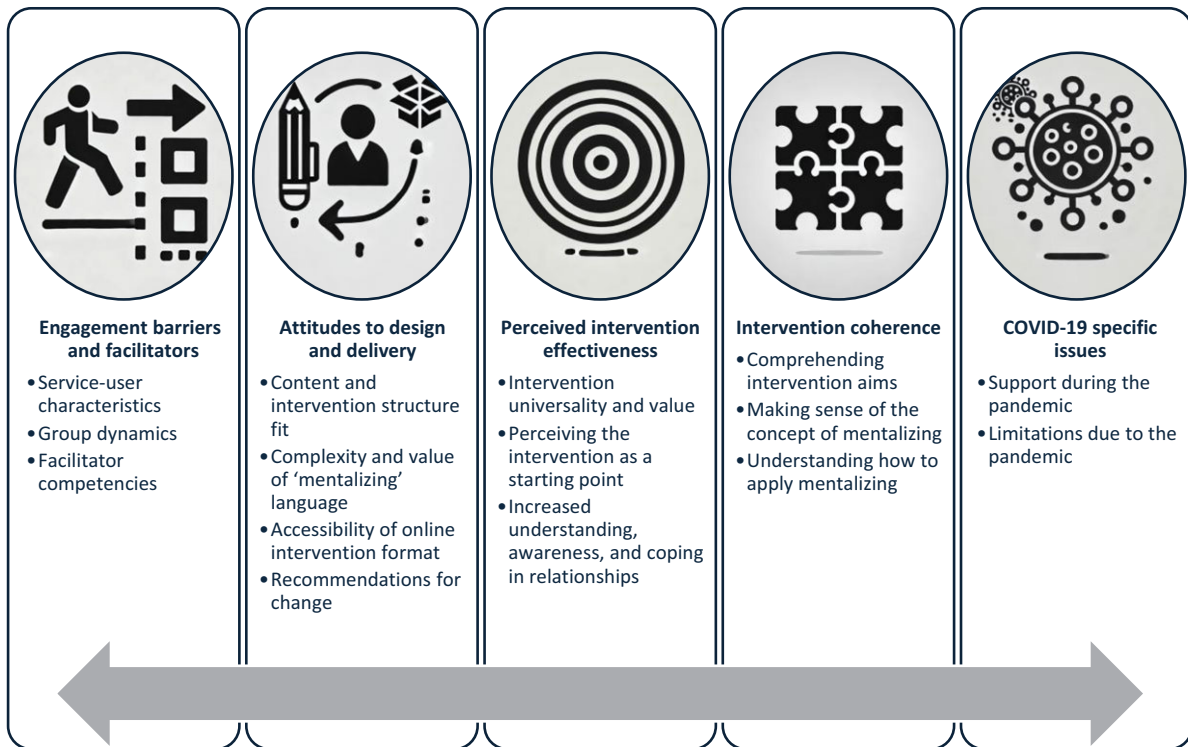 Engagement barriers
and facilitators
•Service-user
characteristics
•Group dynamics
•Facilitator
competencies
Attitudes to design
and delivery
•Content and
intervention structure
fit
•Complexity and value
of ‘mentalizing’
language
•Accessibility of online
intervention format
•Recommendations for
change
Perceived intervention
effectiveness
•Intervention
universality and value
•Perceiving the
intervention as a
starting point
•Increased
understanding,
awareness, and coping
in relationships
Intervention coherence
•Comprehending
intervention aims
•Making sense of the
concept of mentalizing
•Understanding how to
apply mentalizing
COVID-19 specific
issues
•Support during the
pandemic
•Limitations due to the
pandemic